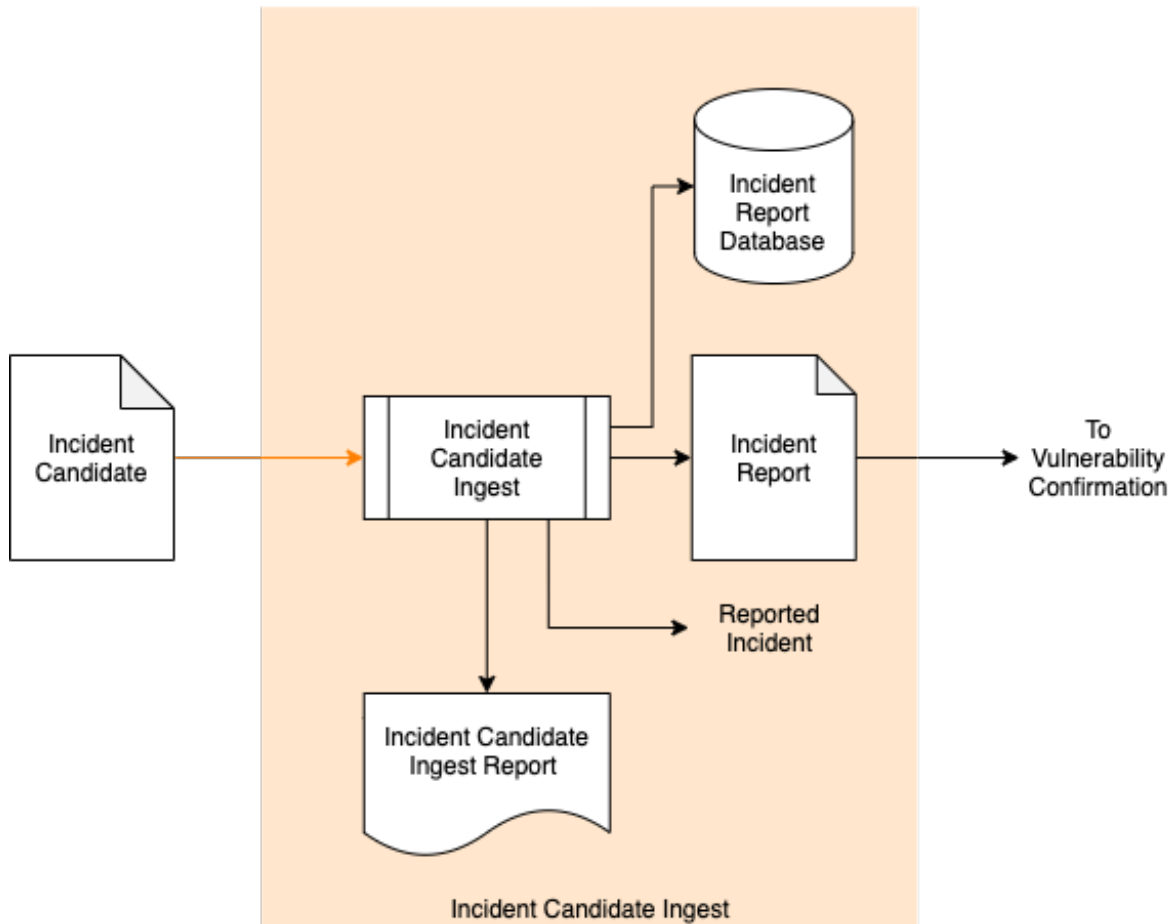 Incident
Report
Database
Incident
Candidate
Incident
Candidate
Ingest
Incident
Report
To
Vulnerability
Confirmation
Reported
Incident
Incident Candidate
Ingest Report
Incident Candidate Ingest